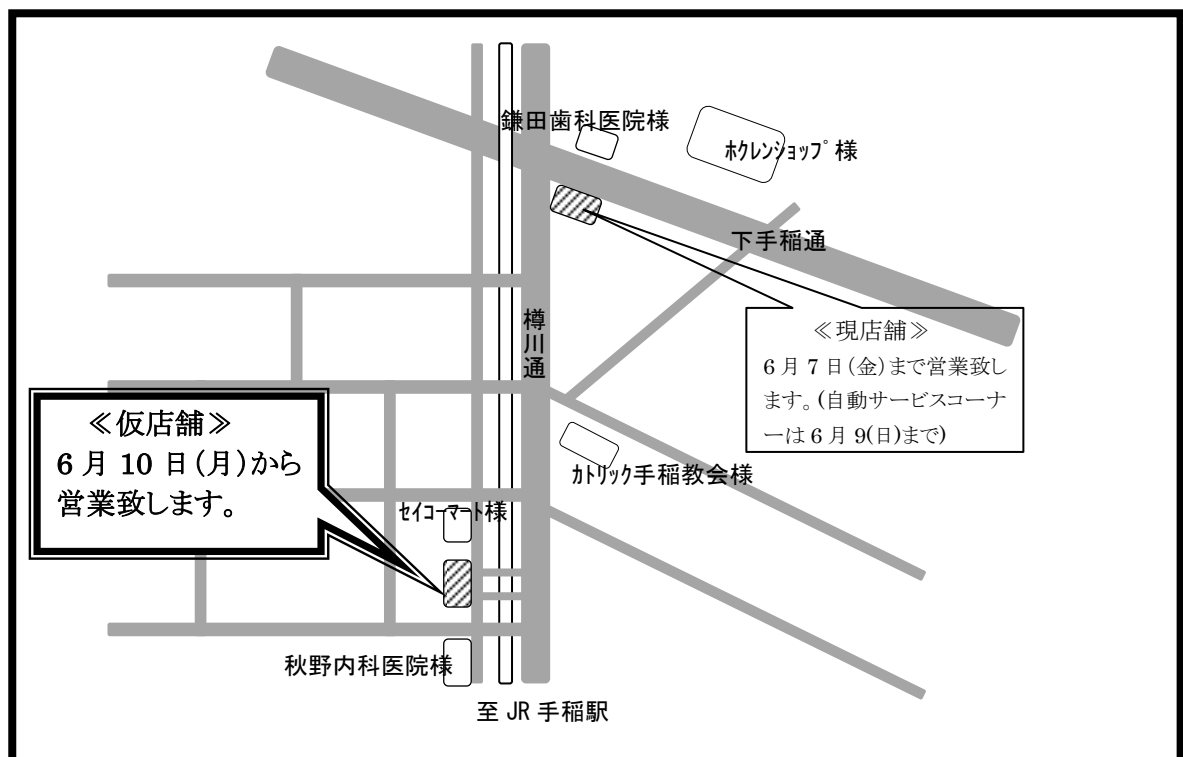 鎌田歯科医院様
ﾎｸﾚﾝｼｮｯﾌﾟ様
下手稲通
樽川通
≪現店舗≫
6月7日(金)まで営業致し
ます。(自動サービスコーナ
ーは6月9(日)まで)
≪仮店舗≫
6月10日(月)から
営業致します。
ｶﾄﾘｯｸ手稲教会様
ｾｲｺｰﾏｰﾄ様
秋野内科医院様
至JR手稲駅